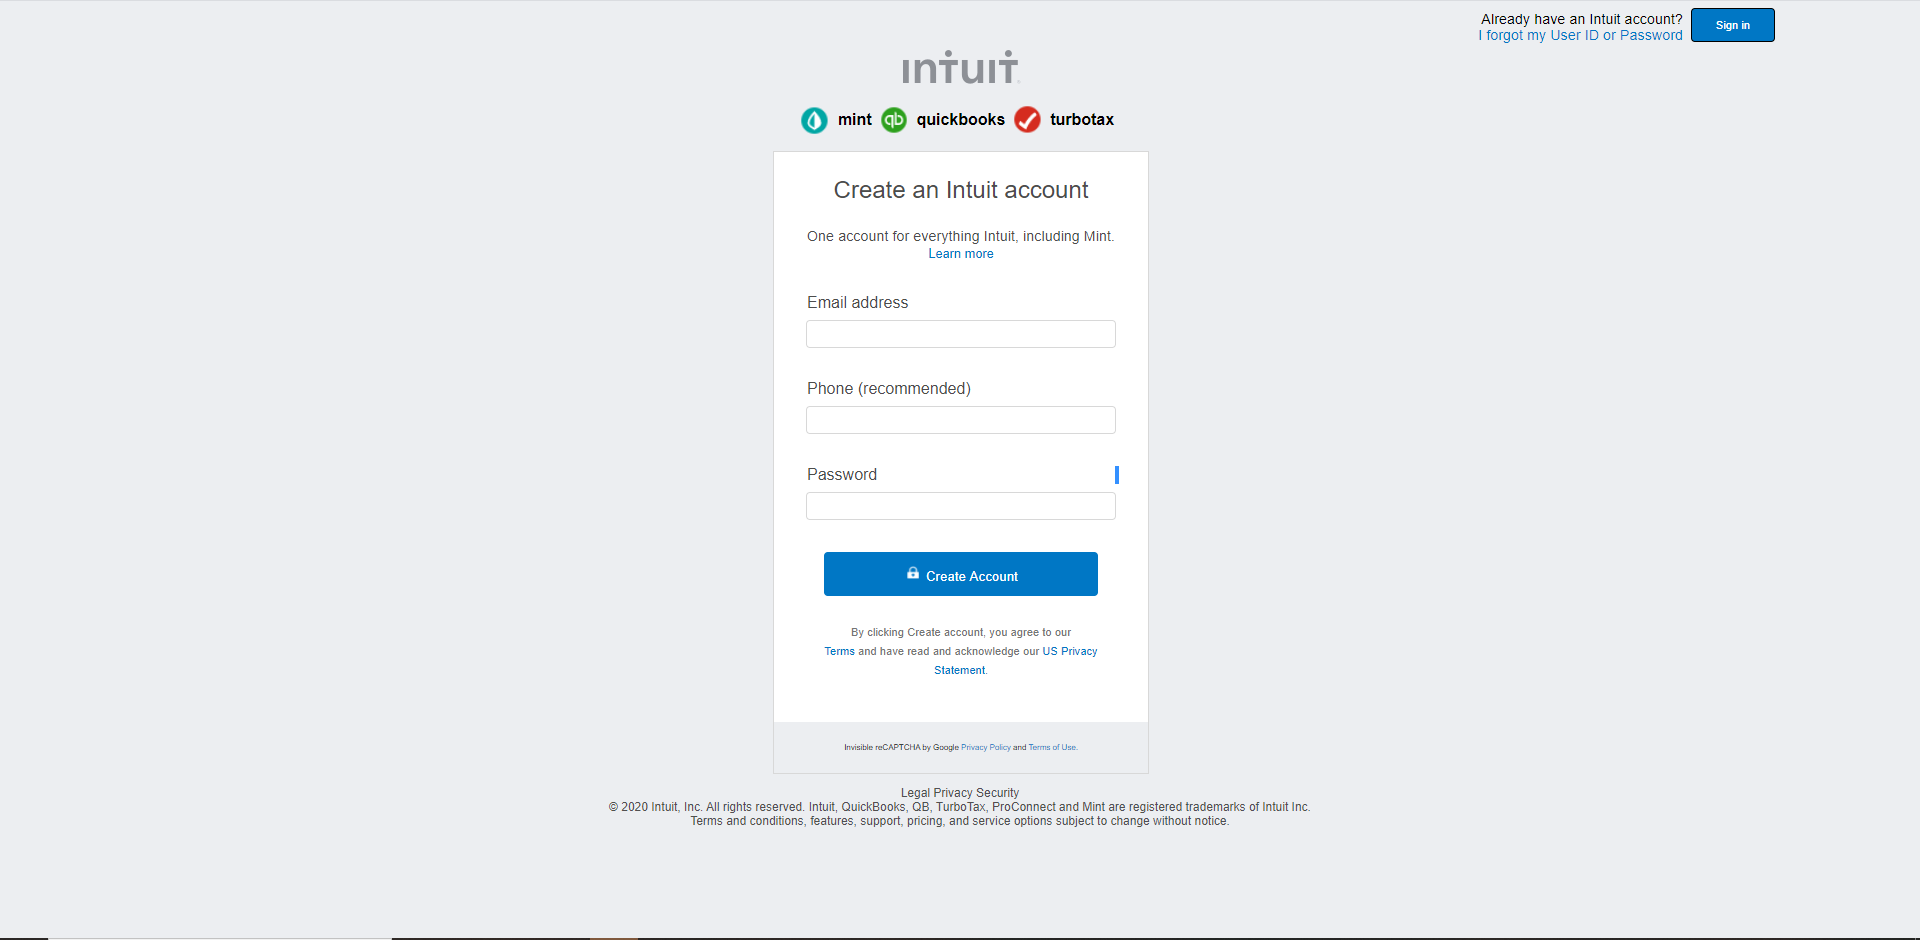 Already have an Intuit account?
I forgot my User ID or Password
Sign in
intuit
mint quickbooks turbotax
Create an Intuit account
One account for everything Intuit, including Mint.
Learn more
Email address
Phone (recommended)
Password
Create Account
By clicking Create account, you agree to our
Terms and have read and acknowledge our US Privacy
Statement.
Invisible reCAPTCHA by Google Privacy Policy and Terms of Use.
Legal Privacy Security
© 2020 Intuit, Inc. All rights reserved. Intuit, QuickBooks, QB, TurboTax, ProConnect and Mint are registered trademarks of Intuit Inc.
Terms and conditions, features, support, pricing, and service options subject to change without notice.